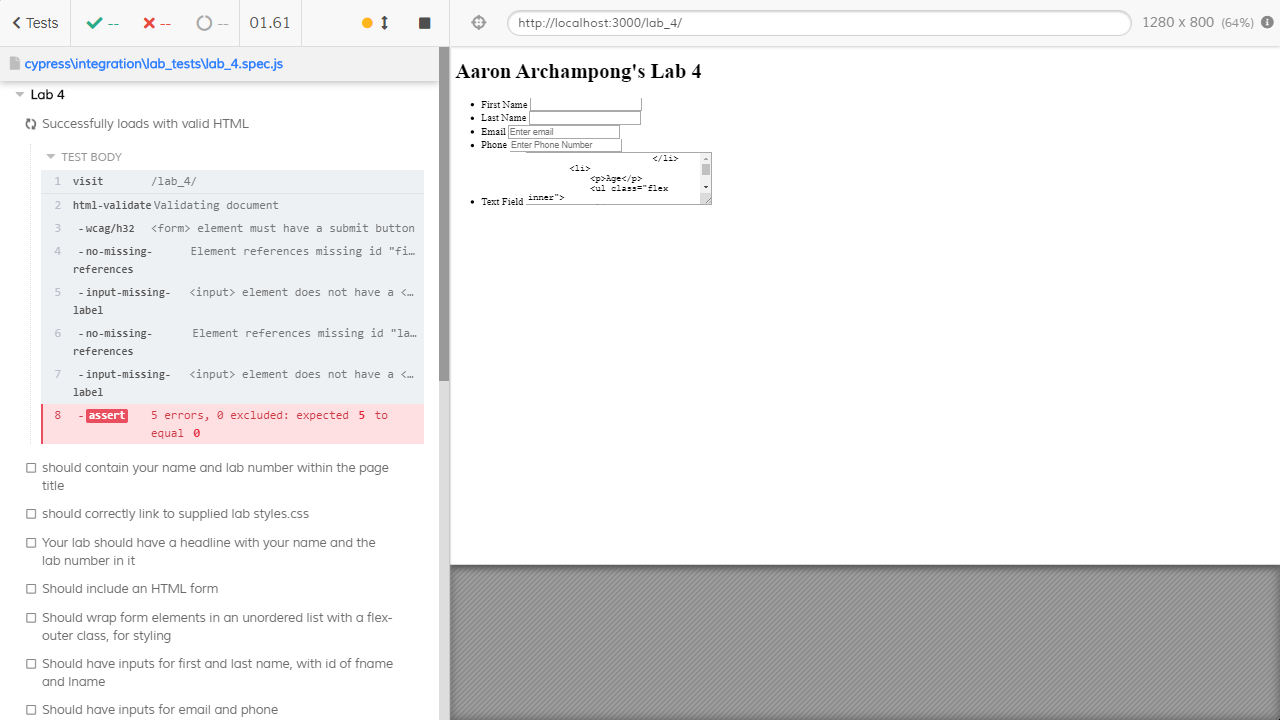 Tests
--
--
--
01.61
http://localhost:3000/lab_4/
1280 x 800 (64%)
cypress\integration\lab_tests\lab_4.spec.js
Lab 4
Successfully loads with valid HTML
TEST BODY
1 visit /lab_4/
2 html-validate Validating document
3 -wcag/h32 <form> element must have a submit button
4 -no-missing-references Element references missing id "fi…
5 -input-missing-label <input> element does not have a <…
6 -no-missing-references Element references missing id "la…
7 -input-missing-label <input> element does not have a <…
8 -assert 5 errors, 0 excluded: expected 5 to
equal 0
should contain your name and lab number within the page
title
should correctly link to supplied lab styles.css
Your lab should have a headline with your name and the
lab number in it
Should include an HTML form
Should wrap form elements in an unordered list with a flex-
outer class, for styling
Should have inputs for first and last name, with id of fname
and lname
Should have inputs for email and phone
Aaron Archampong's Lab 4
First Name
Last Name
Email Enter email
Phone Enter Phone Number
</li>
<li>
<p>Age</p>
<ul class="flex
inner">
Text Field